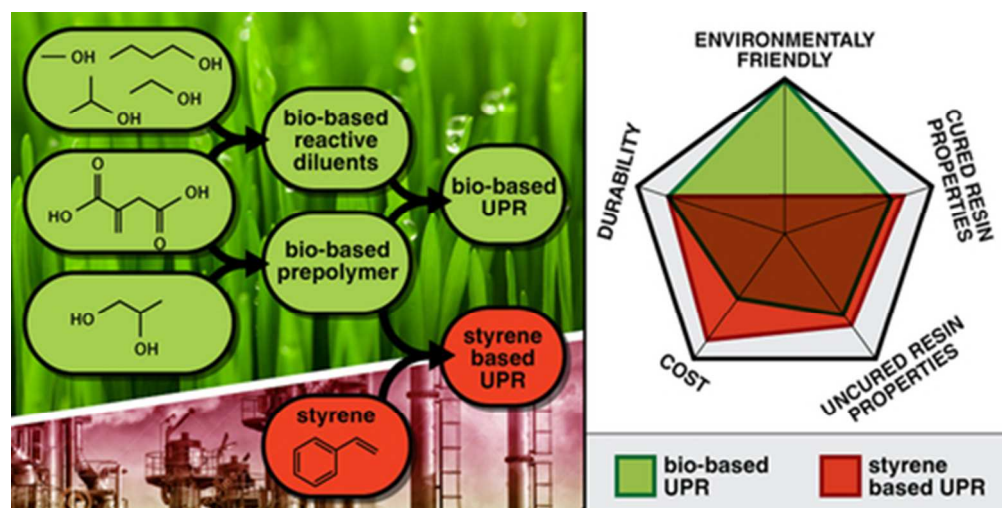 OH
OH
OH
OH
bio-based
reactive
diluents
O
HO
OH
O
bio-based
UPR
bio-based
prepolymer
HO
OH
styrene
based
UPR
styrene
ENVIRONMENTALY
FRIENDLY
DURABILITY
CURED RESIN
PROPERTIES
COST
UNCURED RESIN
PROPERTIES
bio-based
UPR
styrene
based UPR